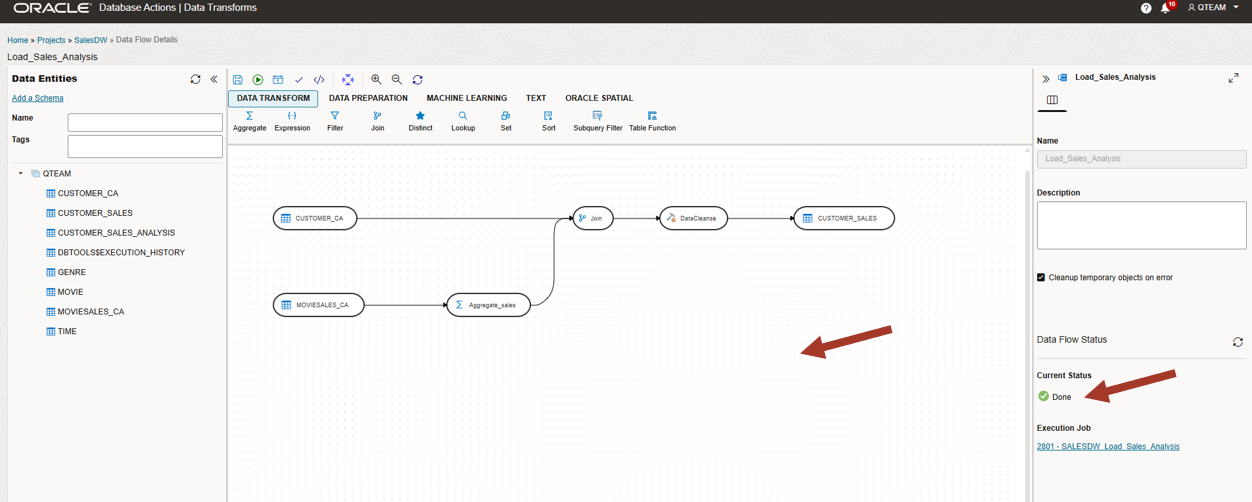 ORACLE Database Actions | Data Transforms
10
QTEAM
Home » Projects » SalesDW » Data Flow Details
Load_Sales_Analysis
Data Entities
Add a Schema
Name
Tags
QTEAM
CUSTOMER_CA
CUSTOMER_SALES
CUSTOMER_SALES_ANALYSIS
DBTOOLS$EXECUTION_HISTORY
GENRE
MOVIE
MOVIESALES_CA
TIME
DATA TRANSFORM DATA PREPARATION MACHINE LEARNING TEXT ORACLE SPATIAL
Aggregate Expression Filter Join Distinct Lookup Set Sort Subquery Filter Table Function
CUSTOMER_CA Join DataCleanse CUSTOMER_SALES
MOVIESALES_CA Aggregate_sales
Load_Sales_Analysis
Name
Load_Sales_Analysis
Description
Cleanup temporary objects on error
Data Flow Status
Current Status
Done
Execution Job
2801 - SALESDW_Load_Sales_Analysis